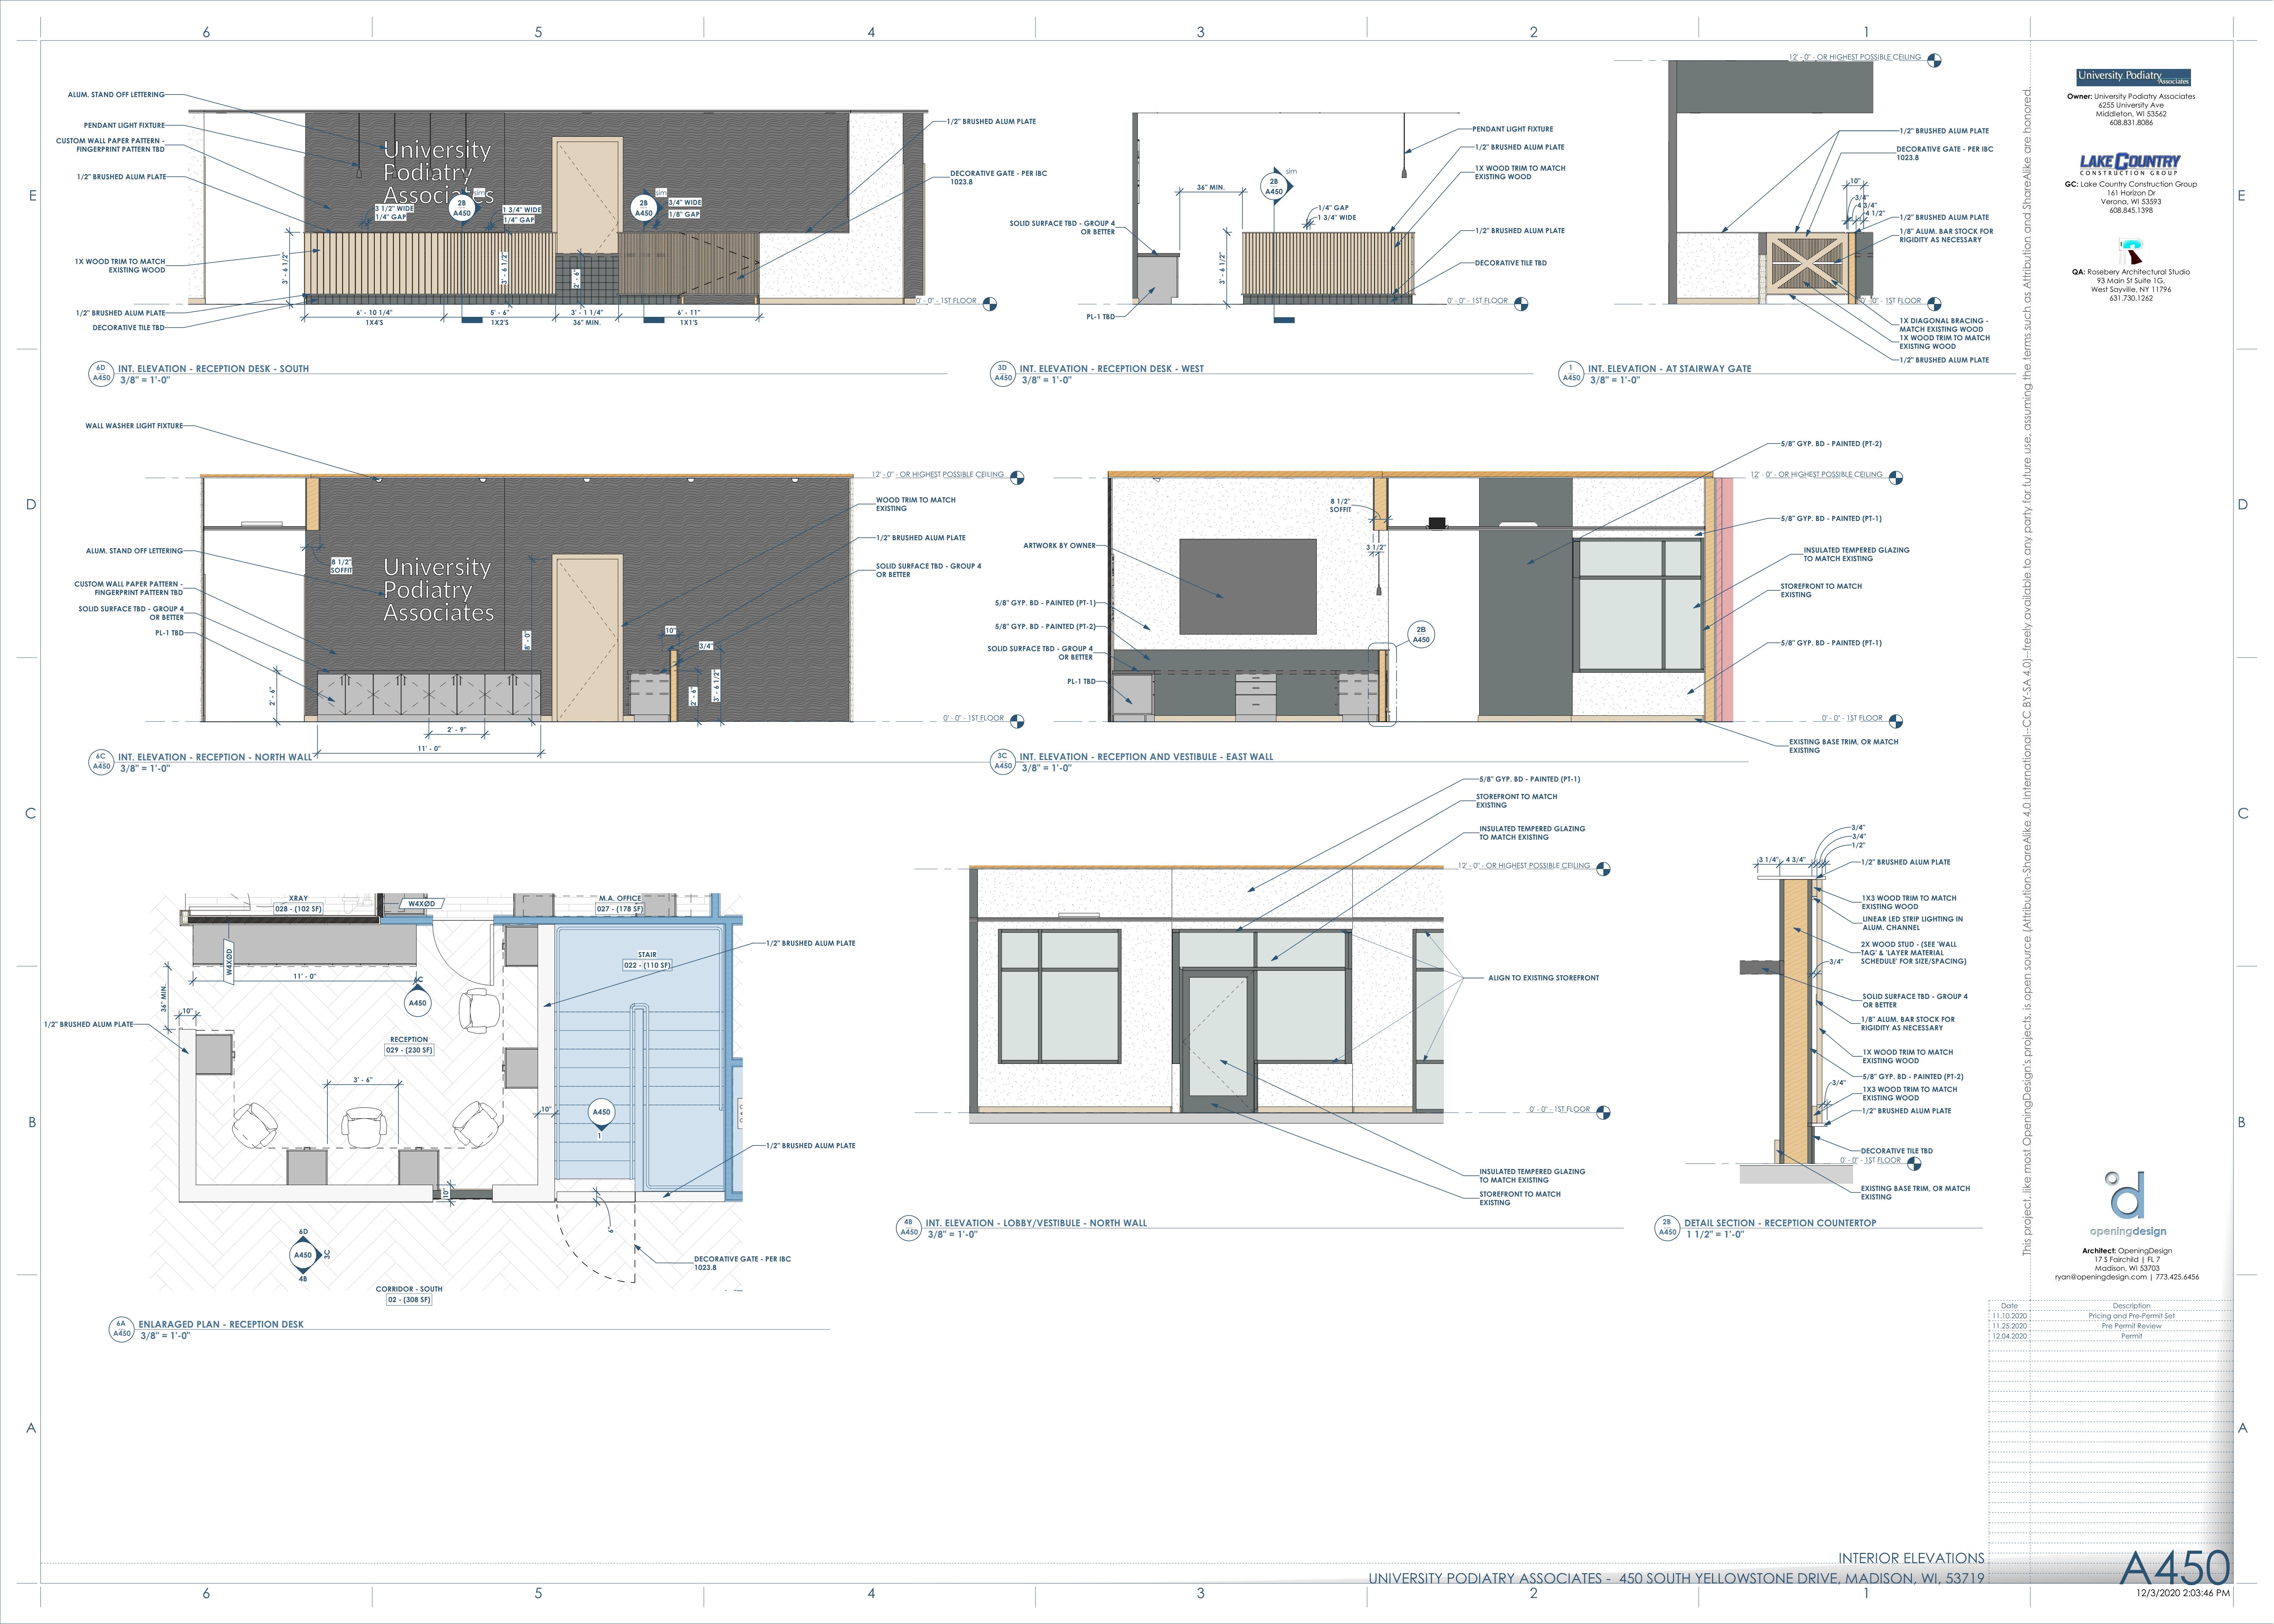 6
5
4
3
2
1
E
D
C
B
A
ALUM. STAND OFF LETTERING
PENDANT LIGHT FIXTURE
CUSTOM WALL PAPER PATTERN -
FINGERPRINT PATTERN TBD
1/2" BRUSHED ALUM PLATE
1X WOOD TRIM TO MATCH
EXISTING WOOD
1/2" BRUSHED ALUM PLATE
DECORATIVE TILE TBD
University
Podiatry
Associates
3 1/2" WIDE
1/4" GAP
2B
A450
sim
1 3/4" WIDE
1/4" GAP
2B
A450
sim
3/4" WIDE
1/8" GAP
3' - 6 1/2"
3' - 6 1/2"
2' - 6"
6' - 10 1/4"
1X4'S
5' - 6"
1X2'S
3' - 1 1/4"
36" MIN.
6' - 11"
1X1'S
1/2" BRUSHED ALUM PLATE
DECORATIVE GATE - PER IBC
1023.8
0' - 0" - 1ST FLOOR
6D
A450
INT. ELEVATION - RECEPTION DESK - SOUTH
3/8" = 1'-0"
36" MIN.
2B
A450
sim
SOLID SURFACE TBD - GROUP 4
OR BETTER
1/4" GAP
1 3/4" WIDE
3' - 6 1/2"
PL-1 TBD
PENDANT LIGHT FIXTURE
1/2" BRUSHED ALUM PLATE
1X WOOD TRIM TO MATCH
EXISTING WOOD
1/2" BRUSHED ALUM PLATE
DECORATIVE TILE TBD
0' - 0" - 1ST FLOOR
3D
A450
INT. ELEVATION - RECEPTION DESK - WEST
3/8" = 1'-0"
12' - 0" - OR HIGHEST POSSIBLE CEILING
1/2" BRUSHED ALUM PLATE
DECORATIVE GATE - PER IBC
1023.8
10"
3/4"
4 3/4"
4 1/2"
1/2" BRUSHED ALUM PLATE
1/8" ALUM. BAR STOCK FOR
RIGIDITY AS NECESSARY
0' - 0" - 1ST FLOOR
1X DIAGONAL BRACING -
MATCH EXISTING WOOD
1X WOOD TRIM TO MATCH
EXISTING WOOD
1/2" BRUSHED ALUM PLATE
1
A450
INT. ELEVATION - AT STAIRWAY GATE
3/8" = 1'-0"
WALL WASHER LIGHT FIXTURE
ALUM. STAND OFF LETTERING
CUSTOM WALL PAPER PATTERN -
FINGERPRINT PATTERN TBD
SOLID SURFACE TBD - GROUP 4
OR BETTER
PL-1 TBD
8 1/2"
SOFFIT
University
Podiatry
Associates
8' - 0"
10"
3/4"
2' - 6"
2' - 6"
3' - 6 1/2"
2' - 9"
11' - 0"
12' - 0" - OR HIGHEST POSSIBLE CEILING
WOOD TRIM TO MATCH
EXISTING
1/2" BRUSHED ALUM PLATE
SOLID SURFACE TBD - GROUP 4
OR BETTER
0' - 0" - 1ST FLOOR
6C
A450
INT. ELEVATION - RECEPTION - NORTH WALL
3/8" = 1'-0"
8 1/2"
SOFFIT
3 1/2"
ARTWORK BY OWNER
5/8" GYP. BD - PAINTED (PT-1)
5/8" GYP. BD - PAINTED (PT-2)
SOLID SURFACE TBD - GROUP 4
OR BETTER
PL-1 TBD
2B
A450
5/8" GYP. BD - PAINTED (PT-2)
12' - 0" - OR HIGHEST POSSIBLE CEILING
5/8" GYP. BD - PAINTED (PT-1)
INSULATED TEMPERED GLAZING
TO MATCH EXISTING
STOREFRONT TO MATCH
EXISTING
5/8" GYP. BD - PAINTED (PT-1)
0' - 0" - 1ST FLOOR
EXISTING BASE TRIM, OR MATCH
EXISTING
3C
A450
INT. ELEVATION - RECEPTION AND VESTIBULE - EAST WALL
3/8" = 1'-0"
XRAY
028 - (102 SF)
W4XØD
M.A. OFFICE
027 - (178 SF)
W4XØD
11' - 0"
36" MIN.
10"
6C
A450
STAIR
022 - (110 SF)
1/2" BRUSHED ALUM PLATE
1/2" BRUSHED ALUM PLATE
RECEPTION
029 - (230 SF)
3' - 6"
10"
A450
1
10"
6"
1/2" BRUSHED ALUM PLATE
DECORATIVE GATE - PER IBC
1023.8
6D
A450
3C
4B
CORRIDOR - SOUTH
02 - (308 SF)
6A
A450
ENLARAGED PLAN - RECEPTION DESK
3/8" = 1'-0"
5/8" GYP. BD - PAINTED (PT-1)
STOREFRONT TO MATCH
EXISTING
INSULATED TEMPERED GLAZING
TO MATCH EXISTING
12' - 0" - OR HIGHEST POSSIBLE CEILING
ALIGN TO EXISTING STOREFRONT
0' - 0" - 1ST FLOOR
INSULATED TEMPERED GLAZING
TO MATCH EXISTING
STOREFRONT TO MATCH
EXISTING
4B
A450
INT. ELEVATION - LOBBY/VESTIBULE - NORTH WALL
3/8" = 1'-0"
3/4"
3/4"
1/2"
3 1/4"
4 3/4"
1/2" BRUSHED ALUM PLATE
1X3 WOOD TRIM TO MATCH
EXISTING WOOD
LINEAR LED STRIP LIGHTING IN
ALUM. CHANNEL
2X WOOD STUD - (SEE 'WALL
TAG' & 'LAYER MATERIAL
SCHEDULE' FOR SIZE/SPACING)
3/4"
SOLID SURFACE TBD - GROUP 4
OR BETTER
1/8" ALUM. BAR STOCK FOR
RIGIDITY AS NECESSARY
1X WOOD TRIM TO MATCH
EXISTING WOOD
5/8" GYP. BD - PAINTED (PT-2)
3/4"
1X3 WOOD TRIM TO MATCH
EXISTING WOOD
1/2" BRUSHED ALUM PLATE
DECORATIVE TILE TBD
0' - 0" - 1ST FLOOR
EXISTING BASE TRIM, OR MATCH
EXISTING
2B
A450
DETAIL SECTION - RECEPTION COUNTERTOP
1 1/2" = 1'-0"
This project, like most OpeningDesign's projects, is open source (Attribution-ShareAlike 4.0 International--CC BY-SA 4.0)--freely available to any party for future use, assuming the terms such as Attribution and ShareAlike are honored.
University Podiatry
Associates
Owner: University Podiatry Associates
6255 University Ave
Middleton, WI 53562
608.831.8086
LAKE COUNTRY
CONSTRUCTION GROUP
GC: Lake Country Construction Group
161 Horizon Dr
Verona, WI 53593
608.845.1398
QA: Rosebery Architectural Studio
93 Main St Suite 1G,
West Sayville, NY 11796
631.730.1262
openingdesign
Architect: OpeningDesign
17 S Fairchild | FL 7
Madison, WI 53703
ryan@openingdesign.com | 773.425.6456
Date Description
11.10.2020 Pricing and Pre-Permit Set
11.25.2020 Pre Permit Review
12.04.2020 Permit
INTERIOR ELEVATIONS
UNIVERSITY PODIATRY ASSOCIATES - 450 SOUTH YELLOWSTONE DRIVE, MADISON, WI, 53719
A450
12/3/2020 2:03:46 PM
E
D
C
B
A
6
5
4
3
2
1